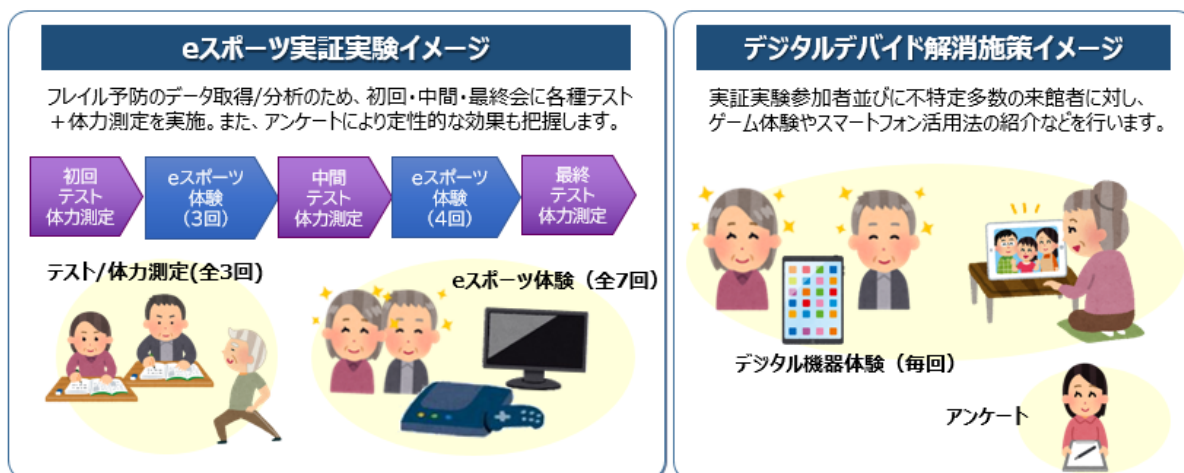 eスポーツ実証実験イメージ
フレイル予防のデータ取得/分析のため、初回・中間・最終会に各種テスト
＋体力測定を実施。また、アンケートにより定性的な効果も把握します。
初回
テスト
体力測定
eスポーツ
体験
(3回)
中間
テスト
体力測定
eスポーツ
体験
(4回)
最終
テスト
体力測定
テスト/体力測定(全3回)
eスポーツ体験（全7回）
デジタルデバイド解消施策イメージ
実証実験参加者並びに不特定多数の来館者に対し、
ゲーム体験やスマートフォン活用法の紹介などを行います。
デジタル機器体験（毎回）
アンケート